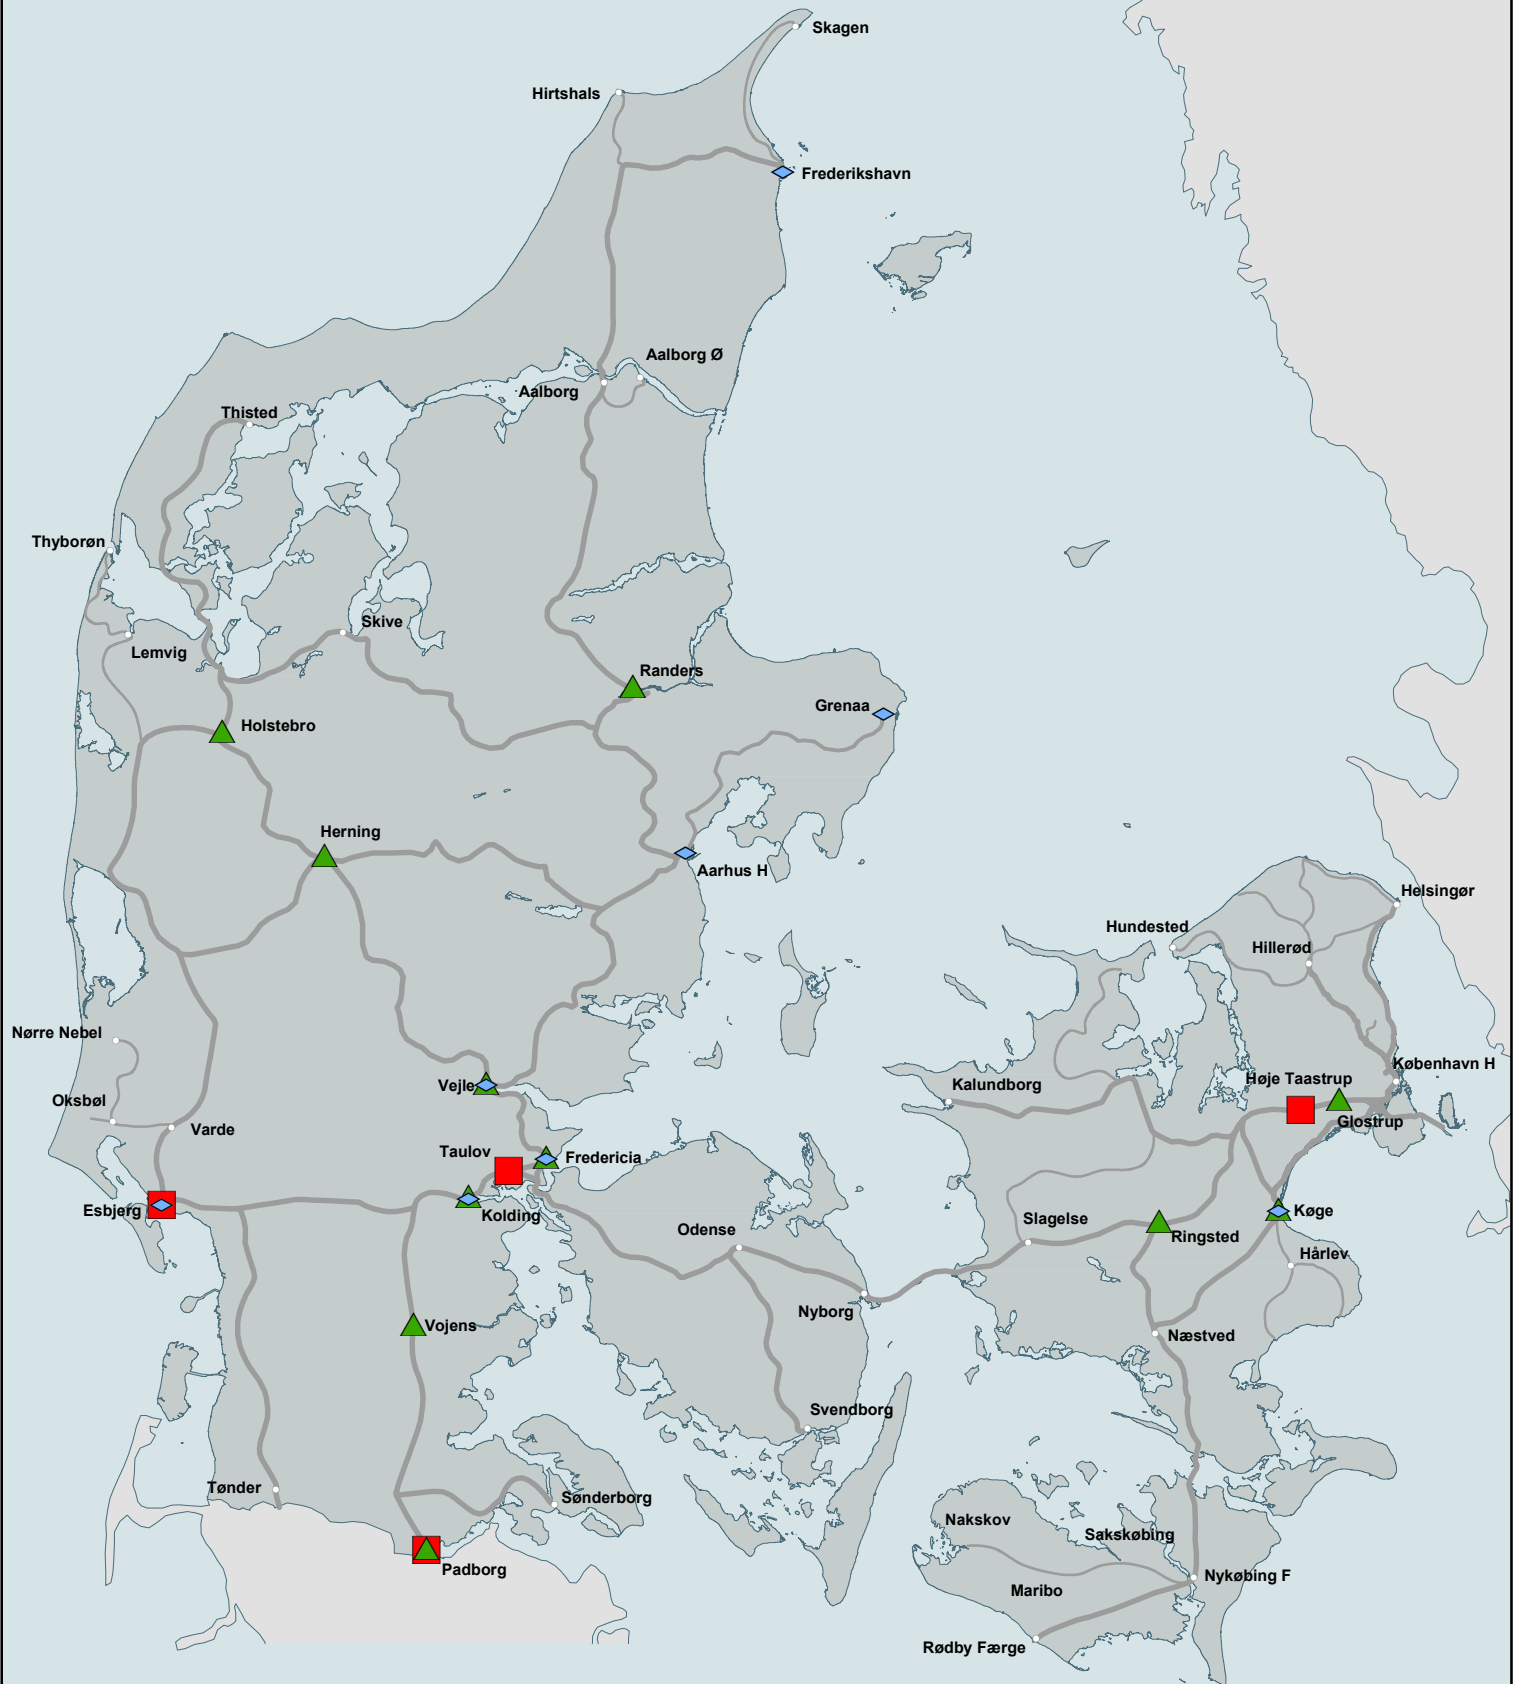 Skagen
Hirtshals
Frederikshavn
Aalborg Ø
Aalborg
Thisted
Thyborøn
Skive
Lemvig
Randers
Grenaa
Holstebro
Herning
Aarhus H
Helsingør
Hundested
Hillerød
Nørre Nebel
København H
Høje Taastrup
Vejle
Kalundborg
Oksbøl
Glostrup
Varde
Taulov
Fredericia
Esbjerg
Kolding
Køge
Slagelse
Odense
Ringsted
Hårlev
Nyborg
Vojens
Næstved
Svendborg
Tønder
Sønderborg
Nakskov
Sakskøbing
Padborg
Nykøbing F
Maribo
Rødby Færge